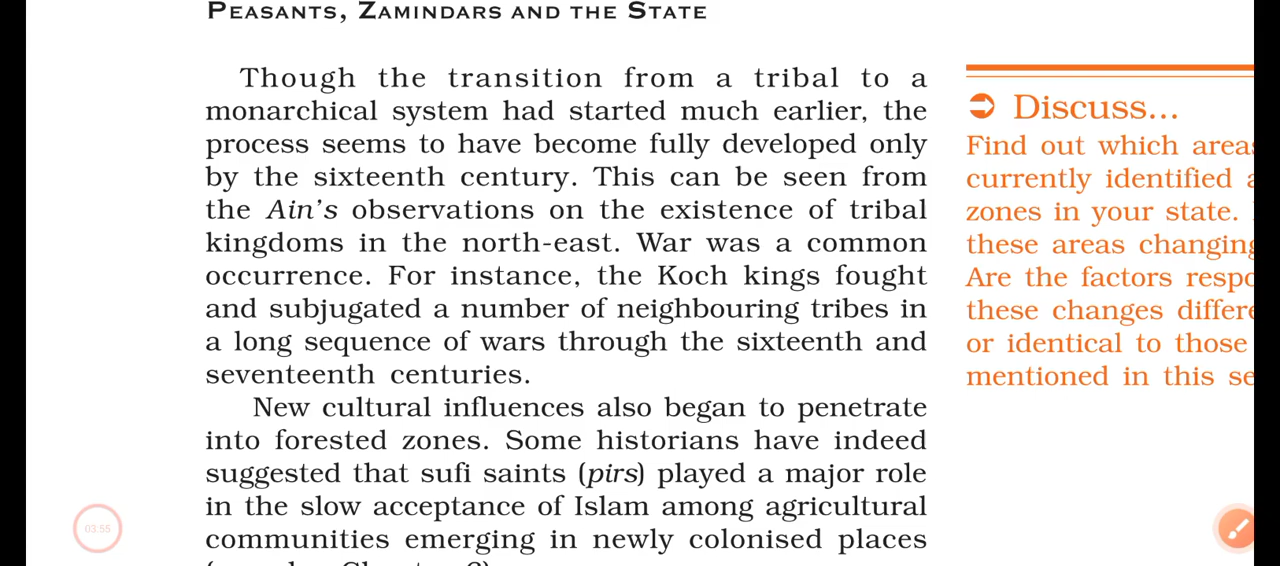 PEASANTS, ZAMINDARS AND THE STATE
Though the transition from a tribal to a
monarchical system had started much earlier, the
process seems to have become fully developed only
by the sixteenth century. This can be seen from
the Ain's observations on the existence of tribal
kingdoms in the north-east. War was a common
occurrence. For instance, the Koch kings fought
and subjugated a number of neighbouring tribes in
a long sequence of wars through the sixteenth and
seventeenth centuries.
New cultural influences also began to penetrate
into forested zones. Some historians have indeed
suggested that sufi saints (pirs) played a major role
in the slow acceptance of Islam among agricultural
communities emerging in newly colonised places
Discuss...
Find out which areas
currently identified
zones in your state.
these areas changing
Are the factors
these changes
or identical to those
mentioned in this
03:55